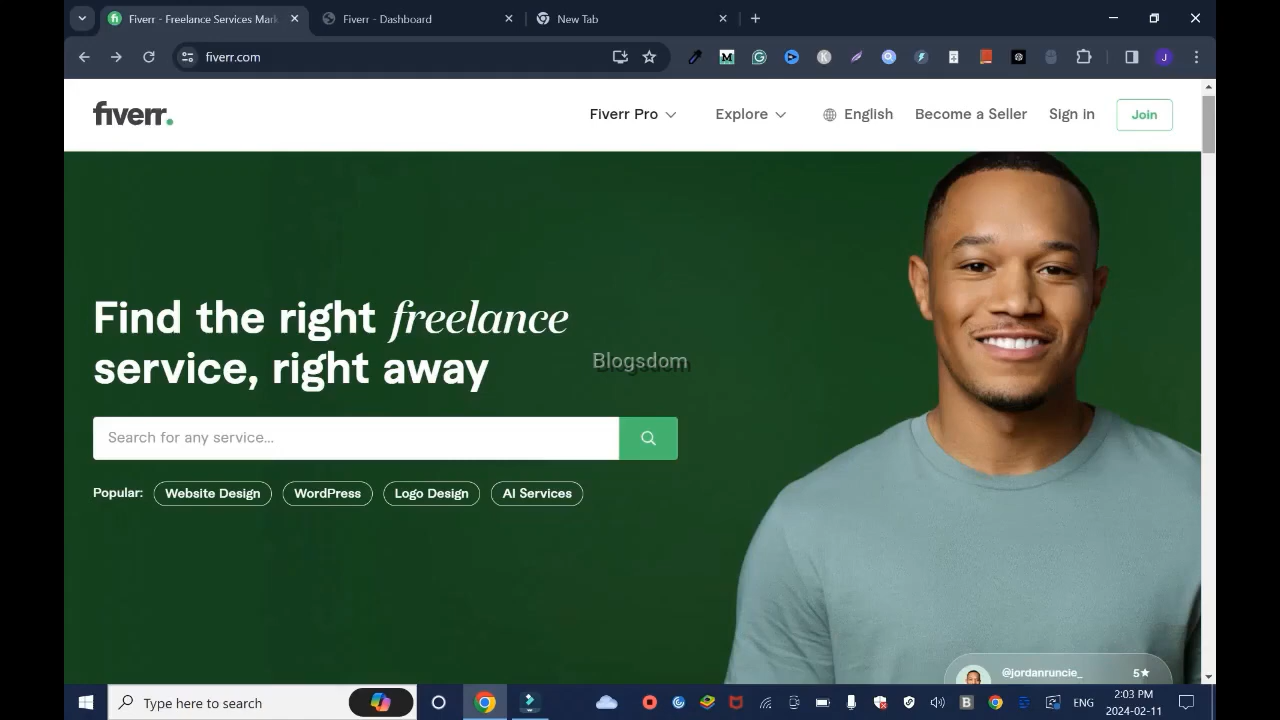 Fiverr - Freelance Services Mark
Fiverr - Dashboard
New Tab
fiverr.com
J
fiverr.
Fiverr Pro
Explore
English
Become a Seller
Sign in
Join
Find the right freelance
service, right away
Blogsdom
Search for any service...
Popular:
Website Design
WordPress
Logo Design
AI Services
@jordanruncie_
5★
Type here to search
ENG
2:03 PM
2024-02-11